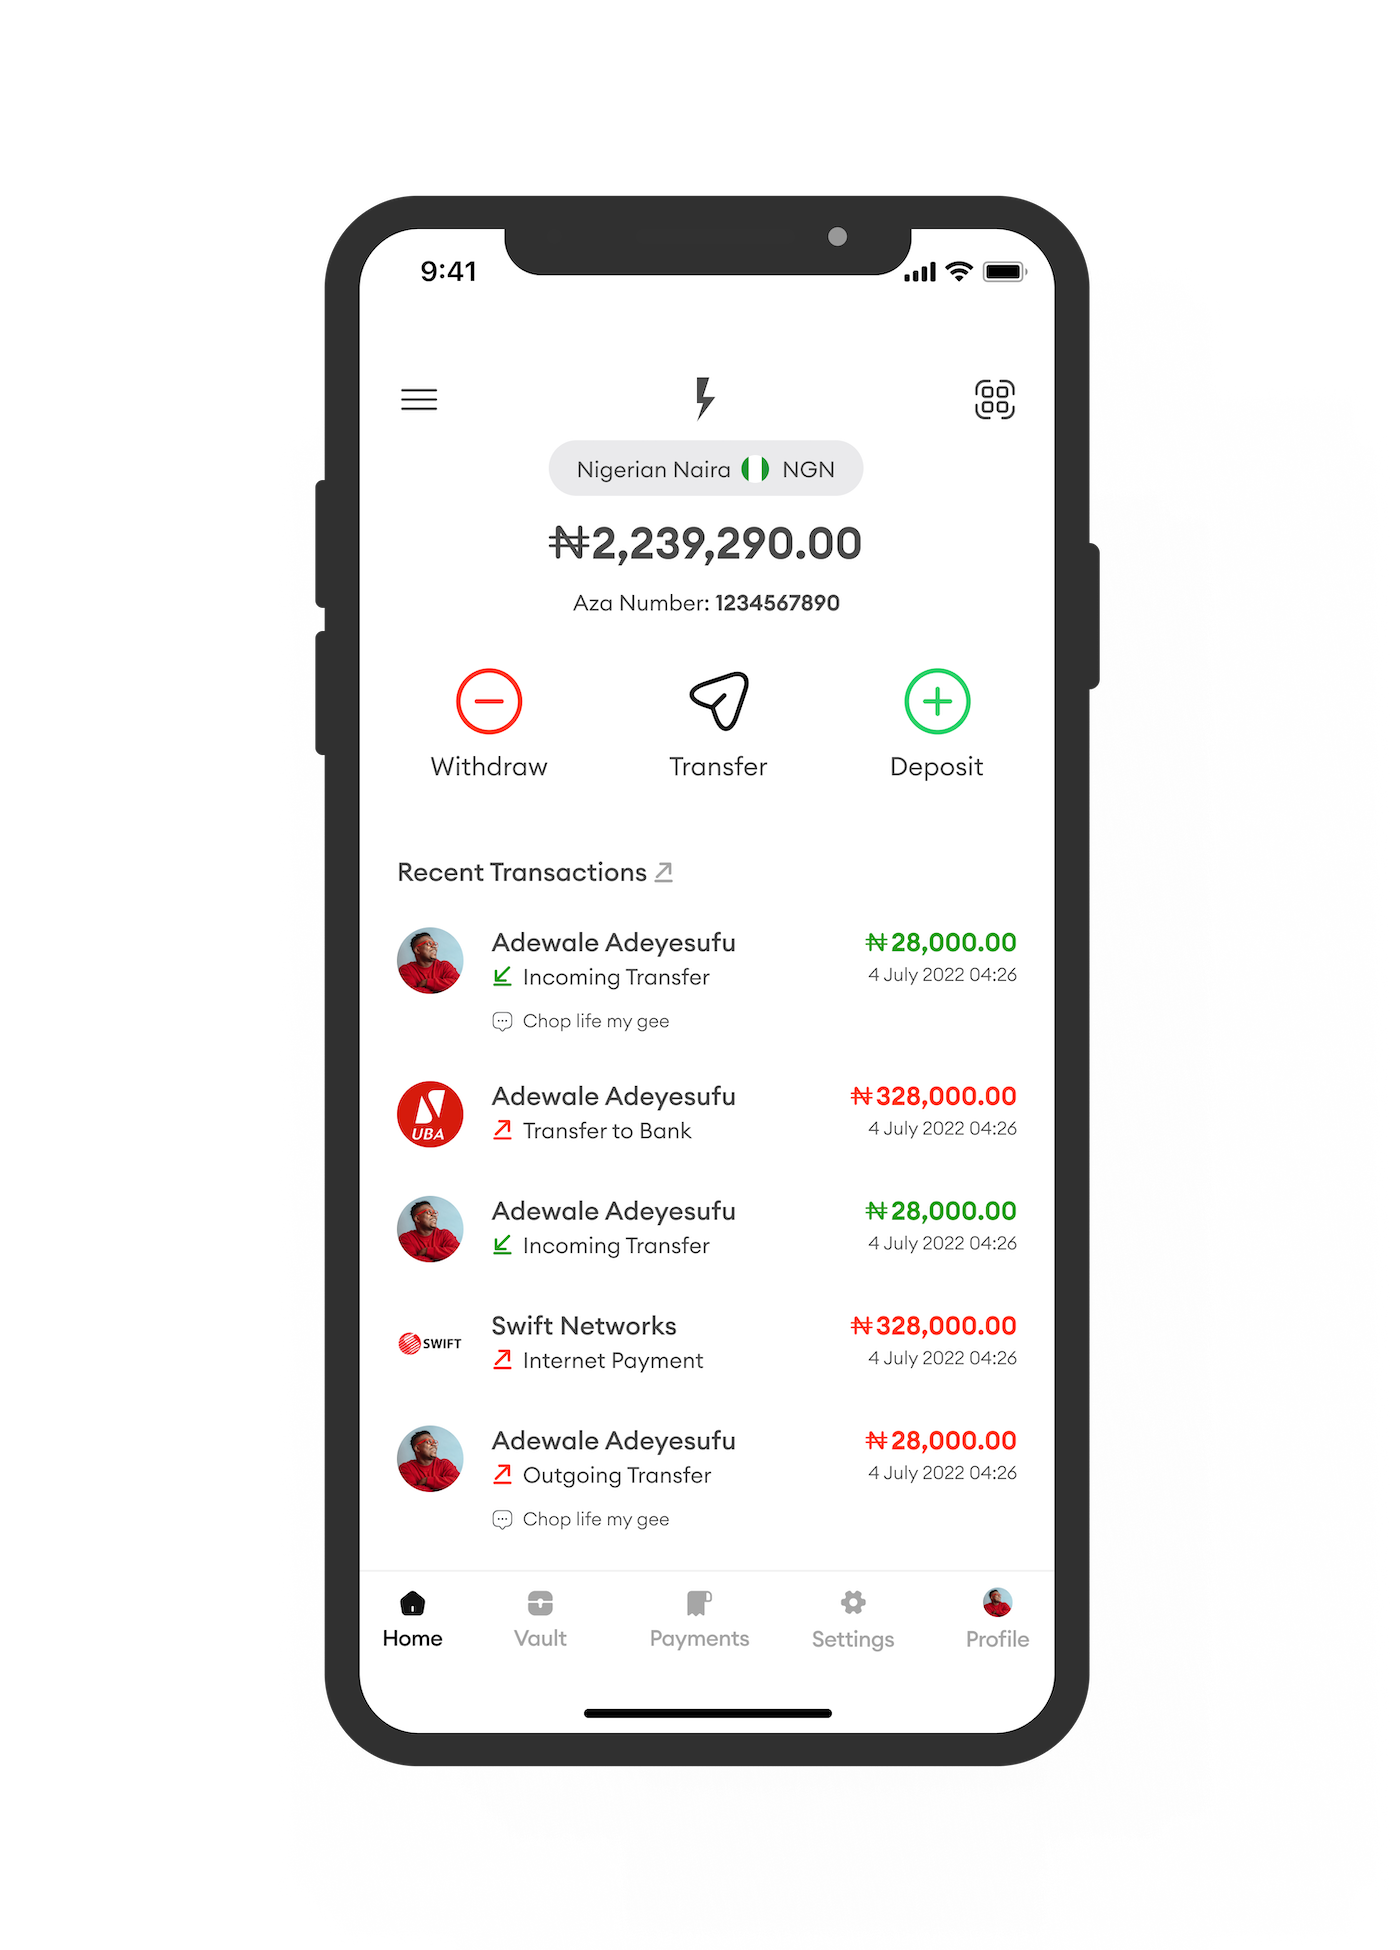 9:41
Nigerian Naira NGN
₦2,239,290.00
Aza Number: 1234567890
Withdraw Transfer Deposit
Recent Transactions
Adewale Adeyesufu ₦28,000.00
Incoming Transfer 4 July 2022 04:26
Chop life my gee
Adewale Adeyesufu ₦328,000.00
UBA Transfer to Bank 4 July 2022 04:26
Adewale Adeyesufu ₦28,000.00
Incoming Transfer 4 July 2022 04:26
Swift Networks ₦328,000.00
SWIFT Internet Payment 4 July 2022 04:26
Adewale Adeyesufu ₦28,000.00
Outgoing Transfer 4 July 2022 04:26
Chop life my gee
Home Vault Payments Settings Profile